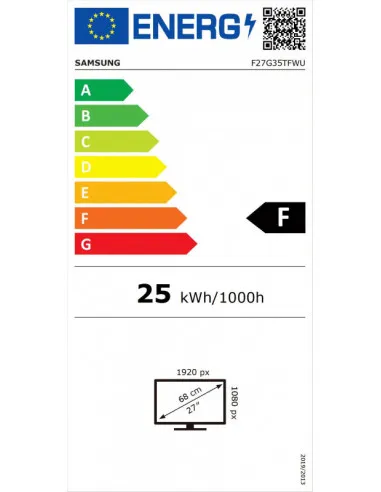 ENERG
SAMSUNG F27G35TFWU
A
B
C
D
E
F
F
G
25 kWh/1000h
1920 px
68 cm
27"
1080 px
2019/2013